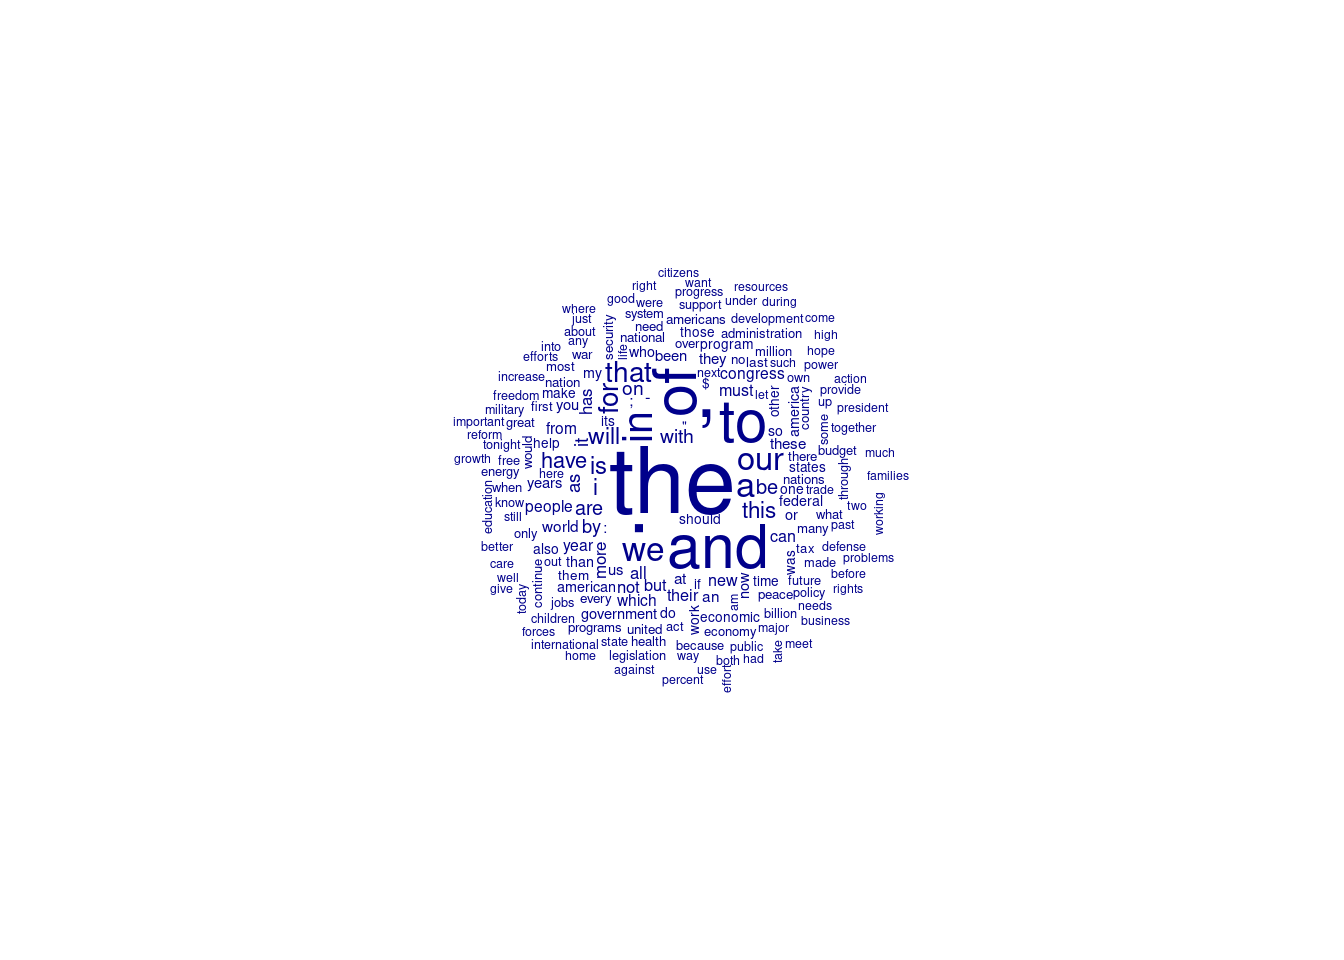 citizens
right want
progress resources
good were support under during
where system americans development come
just security need those administration high
about national over program
any life who been they no last such million hope
into war
efforts most my that of next congress own power
increase nation $ action
freedom make has for on must let other america country provide
military first you ; - , to up president
important great its in " some together
reform from will with so
tonight would help it these
growth free here have is the our there budget much
energy as i a be states through families
when years nations
education know people are this one trade
still should federal two working
only world by : . or what
better also year more we and can many past
care out than us was tax defense problems
well continue them all at if new now time made before
give american not but future rights
today jobs every which their an am peace policy
children government do work economic billion needs
forces programs united act economy major business
international state health because public take meet
home legislation way both had
against use effort
percent